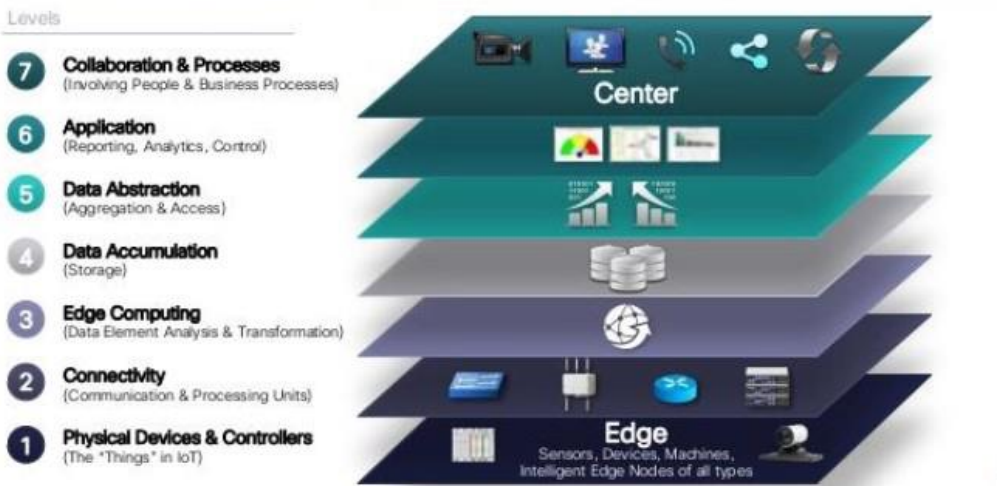 Levels
7
Collaboration & Processes
(Involving People & Business Processes)
6
Application
(Reporting, Analytics, Control)
5
Data Abstraction
(Aggregation & Access)
4
Data Accumulation
(Storage)
3
Edge Computing
(Data Element Analysis & Transformation)
2
Connectivity
(Communication & Processing Units)
1
Physical Devices & Controllers
(The "Things" in IoT)
Center
Edge
Sensors, Devices, Machines,
Intelligent Edge Nodes of all types